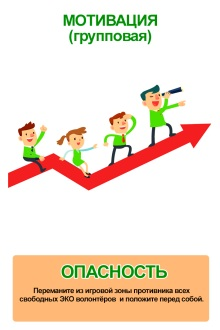 МОТИВАЦИЯ
(групповая)
ОПАСНОСТЬ
Переманите из игровой зоны противника всех
свободных ЭКО волонтёров и положите перед собой.